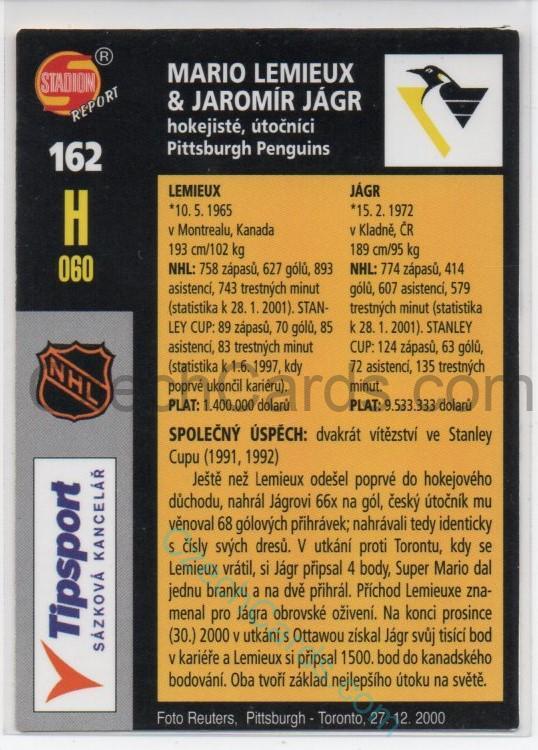 STADION
REPORT
®
162
H
060
NHL
Tipsport
SÁZKOVÁ KANCELÁŘ
MARIO LEMIEUX
& JAROMÍR JÁGR
hokejisté, útočníci
Pittsburgh Penguins
LEMIEUX
*10. 5. 1965
v Montrealu, Kanada
193 cm/102 kg
NHL: 758 zápasů, 627 gólů, 893
asistencí, 743 trestných minut
(statistika k 28. 1. 2001). STAN-
LEY CUP: 89 zápasů, 70 gólů, 85
asistencí, 83 trestných minut
(statistika k 1. 6. 1997, kdy
poprvé ukončil kariéru).
PLAT: 1.400.000 dolarů
JÁGR
*15. 2. 1972
v Kladně, ČR
189 cm/95 kg
NHL: 774 zápasů, 414
gólů, 607 asistencí, 579
trestných minut (statistika
k 28. 1. 2001). STANLEY
CUP: 124 zápasů, 63 gólů,
72 asistencí, 135 trestných
minut.
PLAT: 9.533.333 dolarů
SPOLEČNÝ ÚSPĚCH: dvakrát vítězství ve Stanley
Cupu (1991, 1992)
Ještě než Lemieux odešel poprvé do hokejového
důchodu, nahrál Jágrovi 66x na gól, český útočník mu
věnoval 68 gólových přihrávek; nahrávali tedy identicky
s čísly svých dresů. V utkání proti Torontu, kdy se
Lemieux vrátil, si Jágr připsal 4 body, Super Mario dal
jednu branku a na dvě přihrál. Příchod Lemieuxe zna-
menal pro Jágra obrovské oživení. Na konci prosince
(30.) 2000 v utkání s Ottawou získal Jágr svůj tisící bod
v kariéře a Lemieux si připsal 1500. bod do kanadského
bodování. Oba tvoří základ nejlepšího útoku na světě.
Foto Reuters, Pittsburgh - Toronto, 27. 12. 2000
CzechCards.com
CzechCards.com